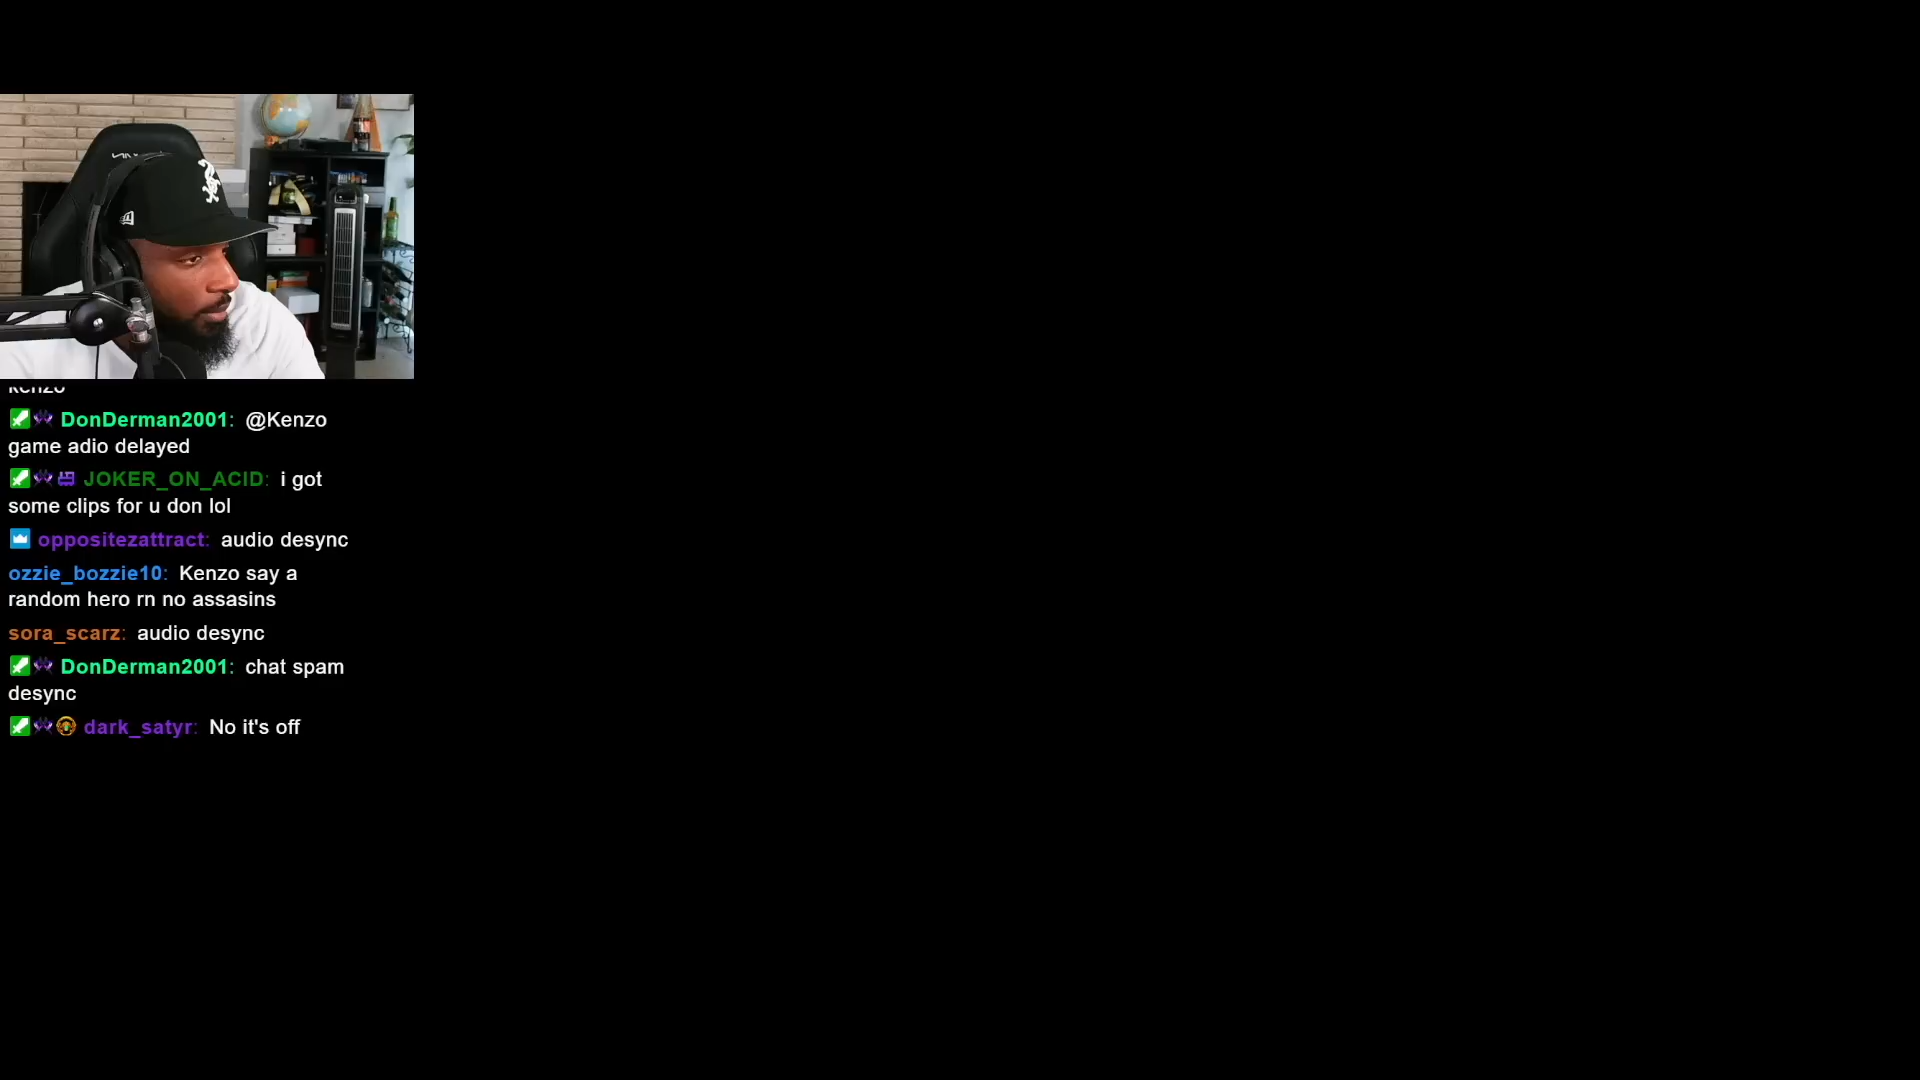 kenzo
DonDerman2001: @Kenzo
game adio delayed
JOKER_ON_ACID: i got
some clips for u don lol
oppositezattract: audio desync
ozzie_bozzie10: Kenzo say a
random hero rn no assasins
sora_scarz: audio desync
DonDerman2001: chat spam
desync
dark_satyr: No it's off